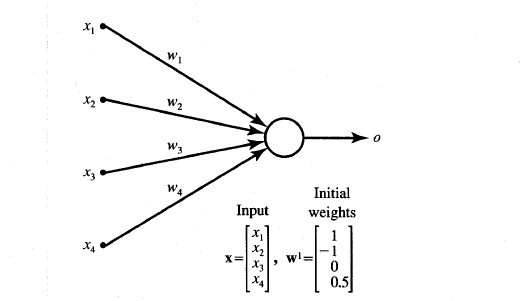 x1
w1
x2
w2
o
w3
x3
w4
x4
Input
Initial weights
x = [x1 x2 x3 x4], w¹ = [1 -1 0 0.5]